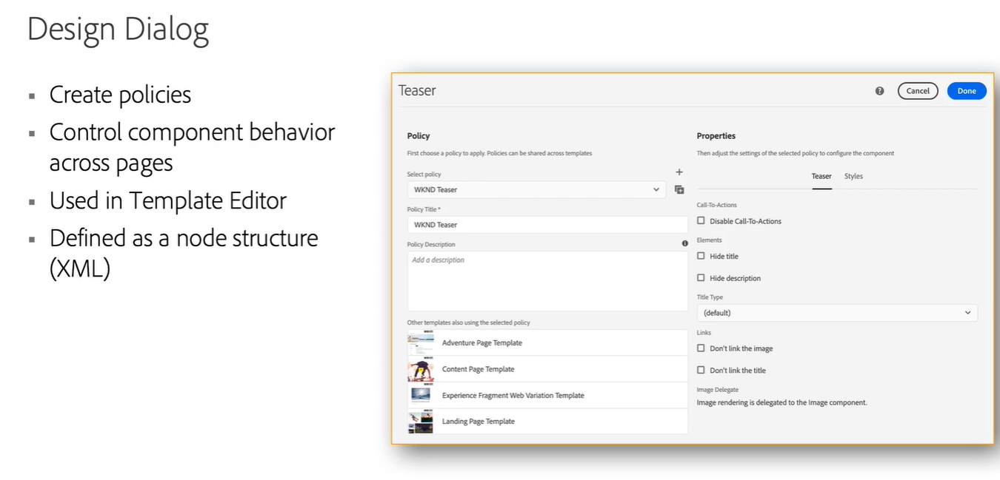 Design Dialog
▪ Create policies
▪ Control component behavior
across pages
▪ Used in Template Editor
▪ Defined as a node structure
(XML)
Teaser
Cancel
Done
Policy
First choose a policy to apply. Policies can be shared across templates
Select policy
WKND Teaser
Policy Title *
WKND Teaser
Policy Description
Add a description
Other templates also using the selected policy
Adventure Page Template
Content Page Template
Experience Fragment Web Variation Template
Landing Page Template
Properties
Then adjust the settings of the selected policy to configure the component
Teaser Styles
Call-To-Actions
Disable Call-To-Actions
Elements
Hide title
Hide description
Title Type
(default)
Links
Don't link the image
Don't link the title
Image Delegate
Image rendering is delegated to the Image component.